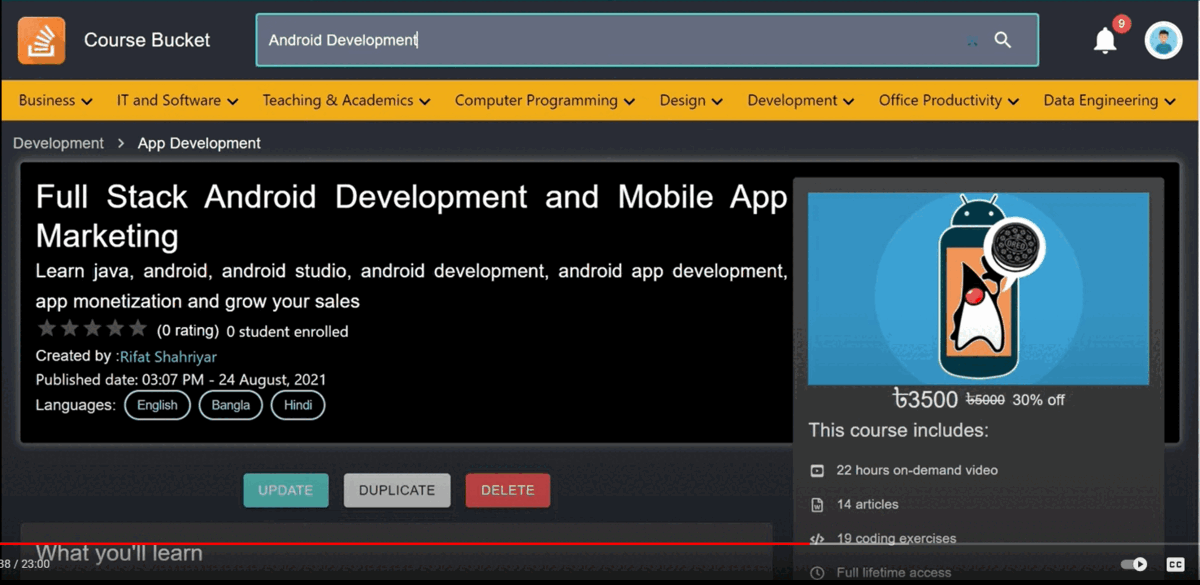 Course Bucket
Android Development
9
Business IT and Software Teaching & Academics Computer Programming Design Development Office Productivity Data Engineering
Development > App Development
Full Stack Android Development and Mobile App
Marketing
Learn java, android, android studio, android development, android app development,
app monetization and grow your sales
(0 rating) 0 student enrolled
Created by :Rifat Shahriyar
Published date: 03:07 PM - 24 August, 2021
Languages: English Bangla Hindi
OREO
৳3500 ৳5000 30% off
This course includes:
22 hours on-demand video
14 articles
19 coding exercises
Full lifetime access
UPDATE DUPLICATE DELETE
What you'll learn
38 / 23:00
CC